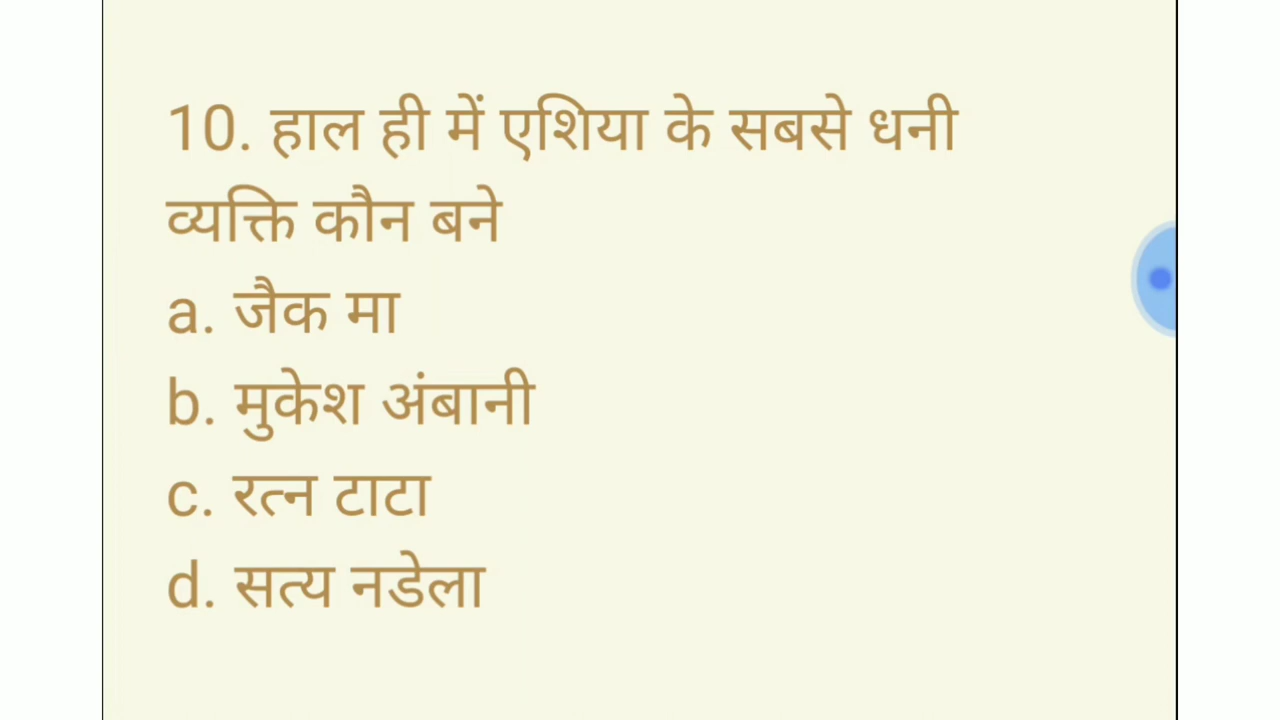 10. हाल ही में एशिया के सबसे धनी
व्यक्ति कौन बने
a. जैक मा
b. मुकेश अंबानी
c. रत्न टाटा
d. सत्य नडेला